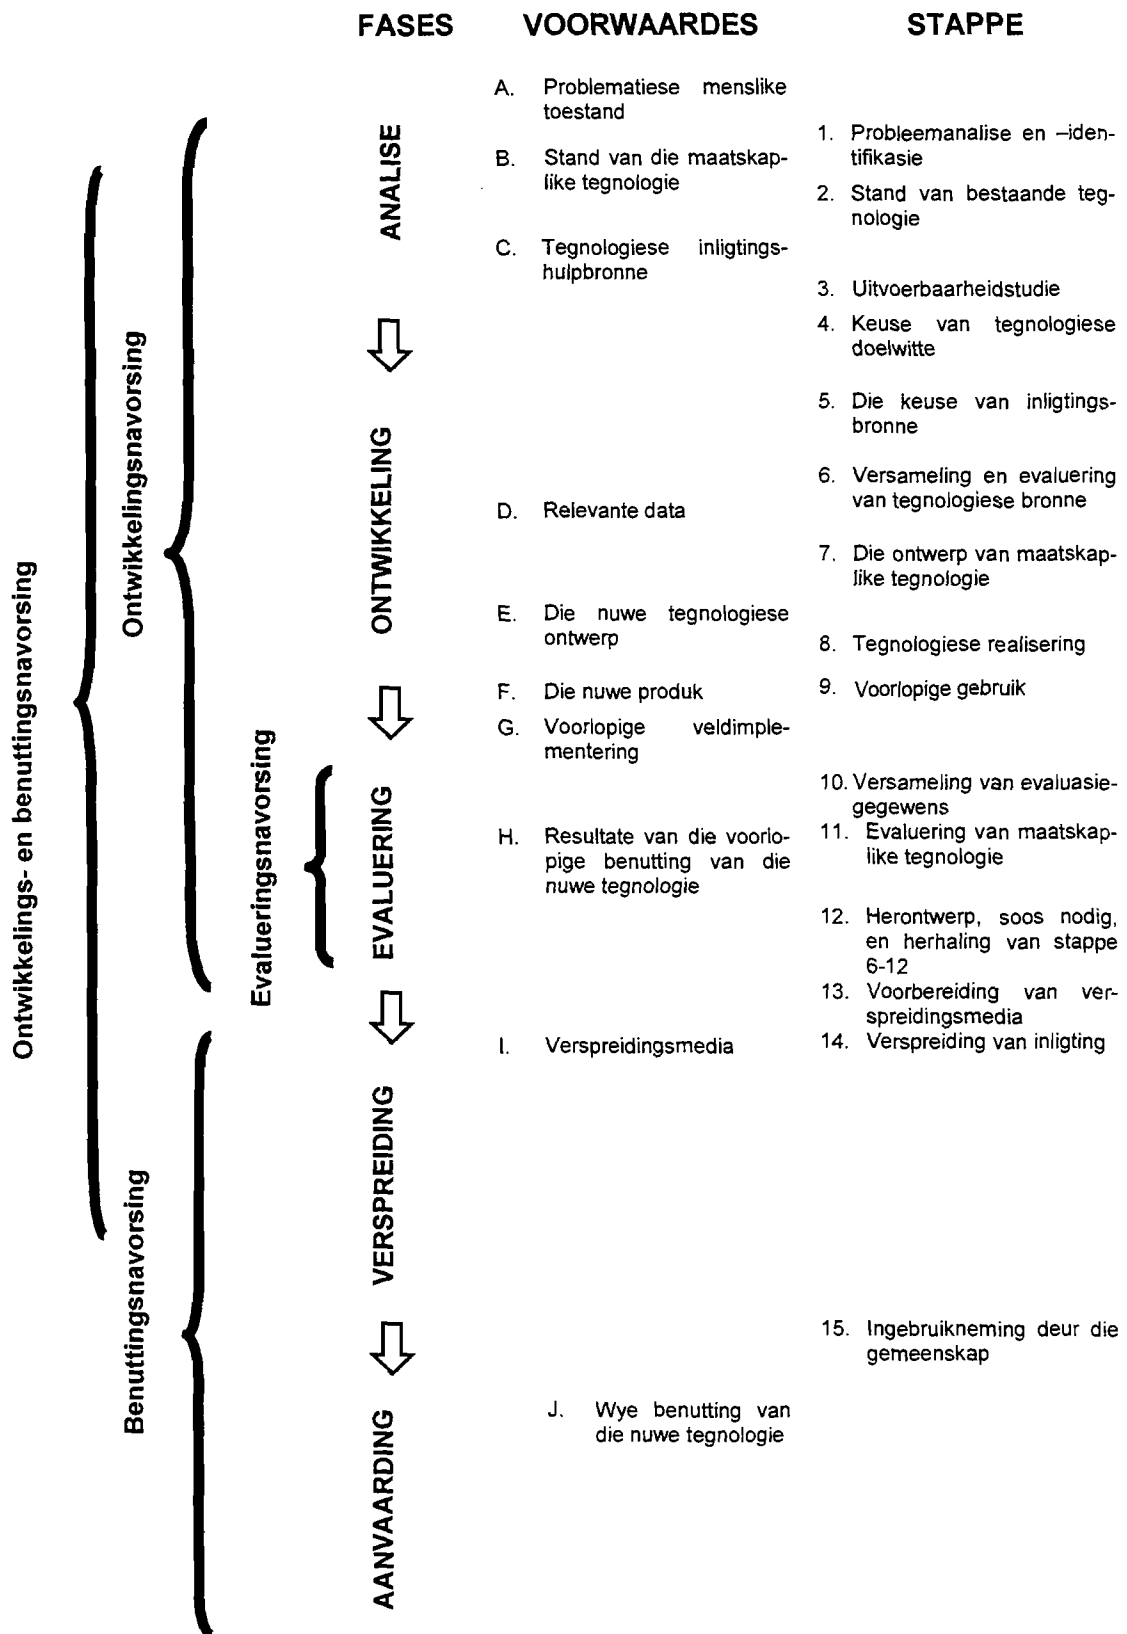 FASES VOORWAARDES STAPPE
Ontwikkelings- en benuttingsnavorsing
Ontwikkelingsnavorsing
Evalueringsnavorsing
Benuttingsnavorsing
ANALISE
ONTWIKKELING
EVALUERING
VERSPREIDING
AANVAARDING
A. Problematiese menslike
toestand
B. Stand van die maatskap-
like tegnologie
C. Tegnologiese inligtings-
hulpbronne
D. Relevante data
E. Die nuwe tegnologiese
ontwerp
F. Die nuwe produk
G. Voorlopige veldimple-
mentering
H. Resultate van die voorlo-
pige benutting van die
nuwe tegnologie
I. Verspreidingsmedia
J. Wye benutting van
die nuwe tegnologie
1. Probleemanalise en –iden-
tifikasie
2. Stand van bestaande teg-
nologie
3. Uitvoerbaarheidstudie
4. Keuse van tegnologiese
doelwitte
5. Die keuse van inligtings-
bronne
6. Versameling en evaluering
van tegnologiese bronne
7. Die ontwerp van maatskap-
like tegnologie
8. Tegnologiese realisering
9. Voorlopige gebruik
10. Versameling van evaluasie-
gegewens
11. Evaluering van maatskap-
like tegnologie
12. Herontwerp, soos nodig,
en herhaling van stappe
6-12
13. Voorbereiding van ver-
spreidingsmedia
14. Verspreiding van inligting
15. Ingebruikneming deur die
gemeenskap